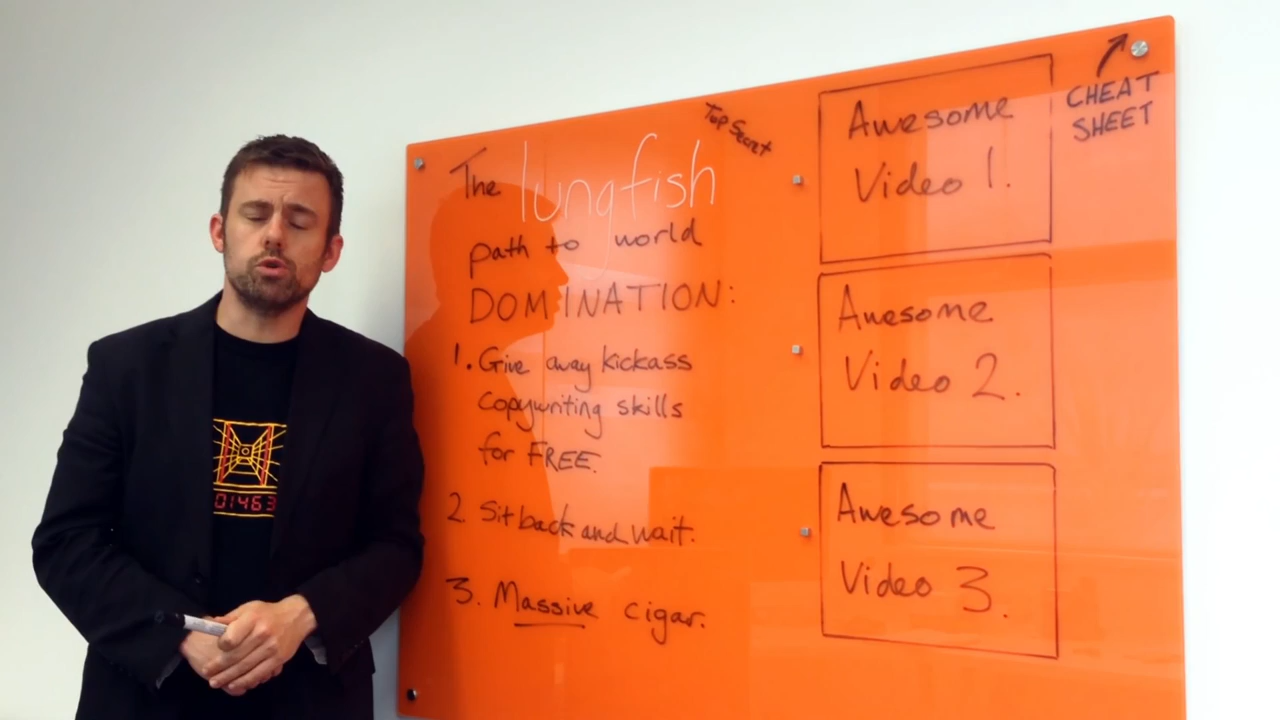 Top Secret
The lungfish
path to world
DOMINATION:
1. Give away kickass
copywriting skills
for FREE.
2. Sit back and wait.
3. Massive cigar.
Awesome
Video 1.
Awesome
Video 2.
Awesome
Video 3.
CHEAT
SHEET
01463